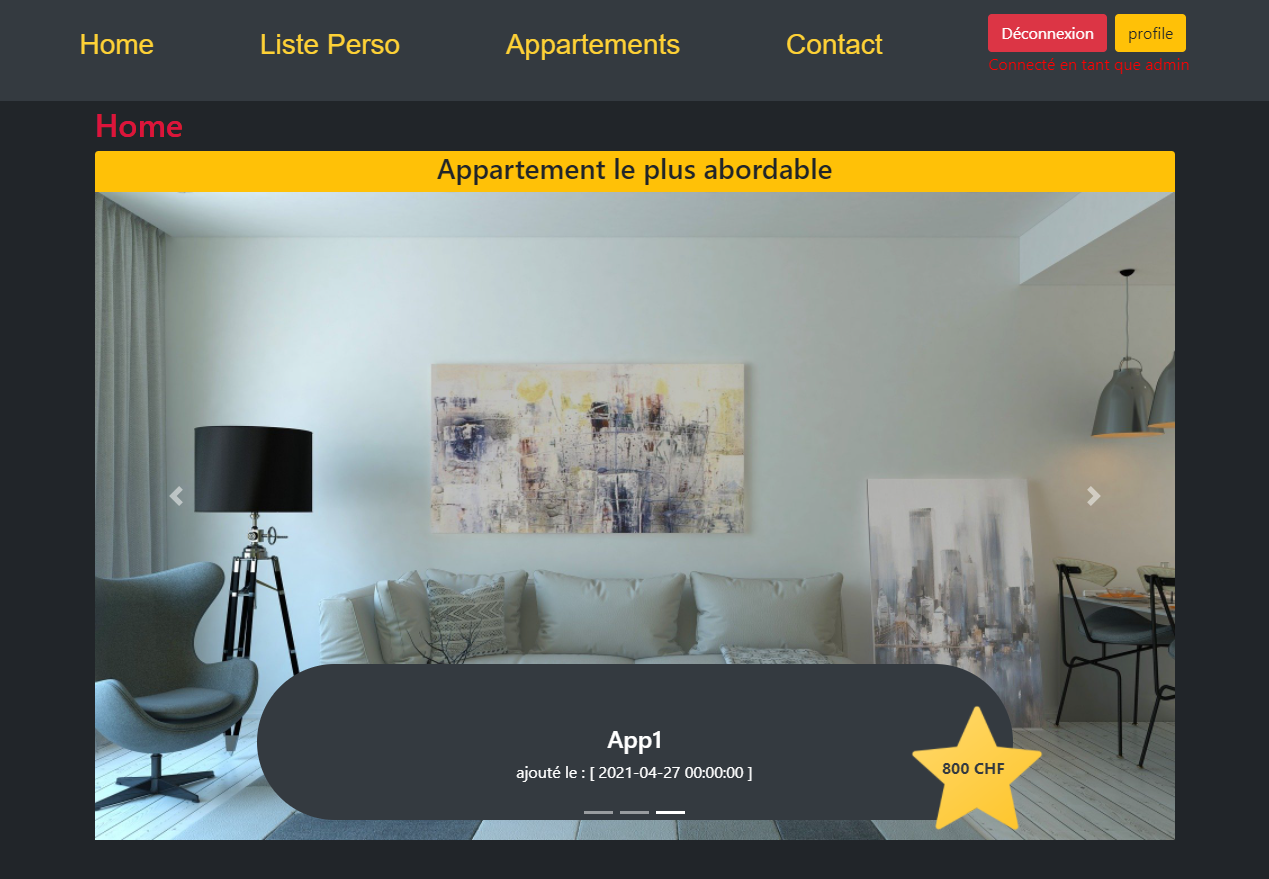 Home
Liste Perso
Appartements
Contact
Déconnexion
profile
Connecté en tant que admin
Home
Appartement le plus abordable
App1
ajouté le : [ 2021-04-27 00:00:00 ]
800 CHF